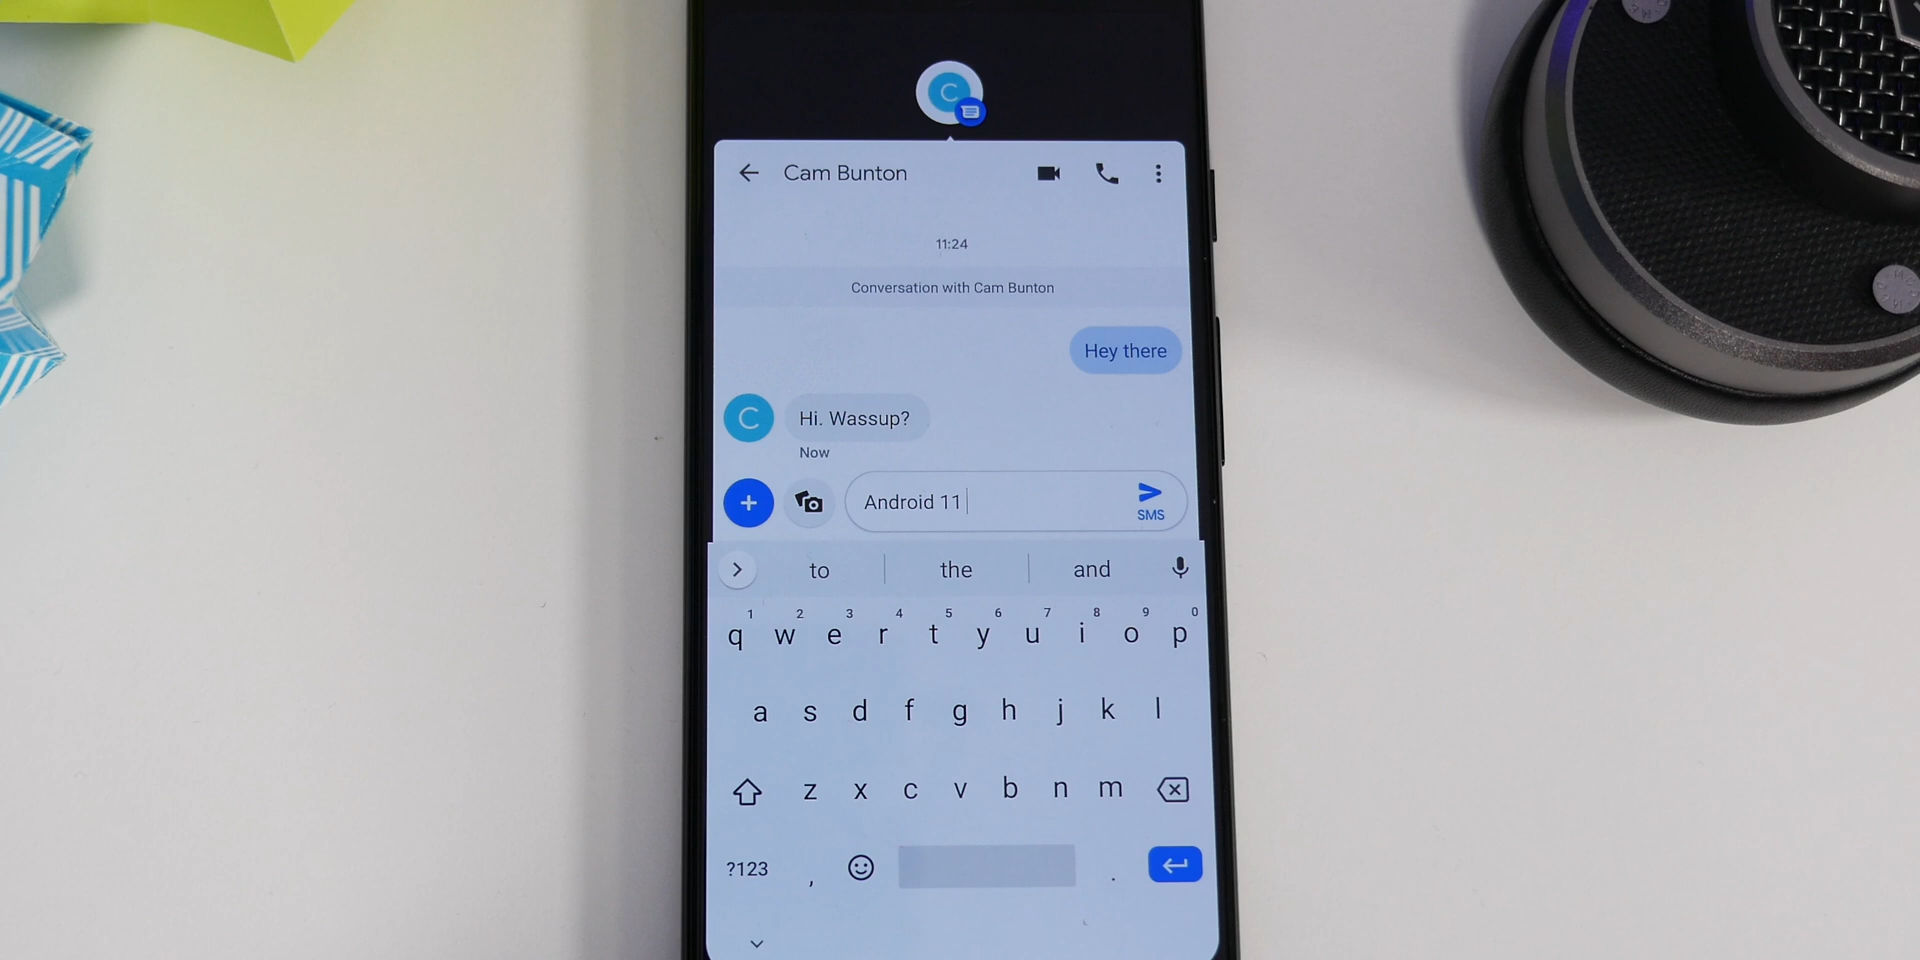 C
Cam Bunton
11:24
Conversation with Cam Bunton
Hey there
C
Hi. Wassup?
Now
Android 11
SMS
to the and
1 2 3 4 5 6 7 8 9 0
q w e r t y u i o p
a s d f g h j k l
z x c v b n m
?123 , .